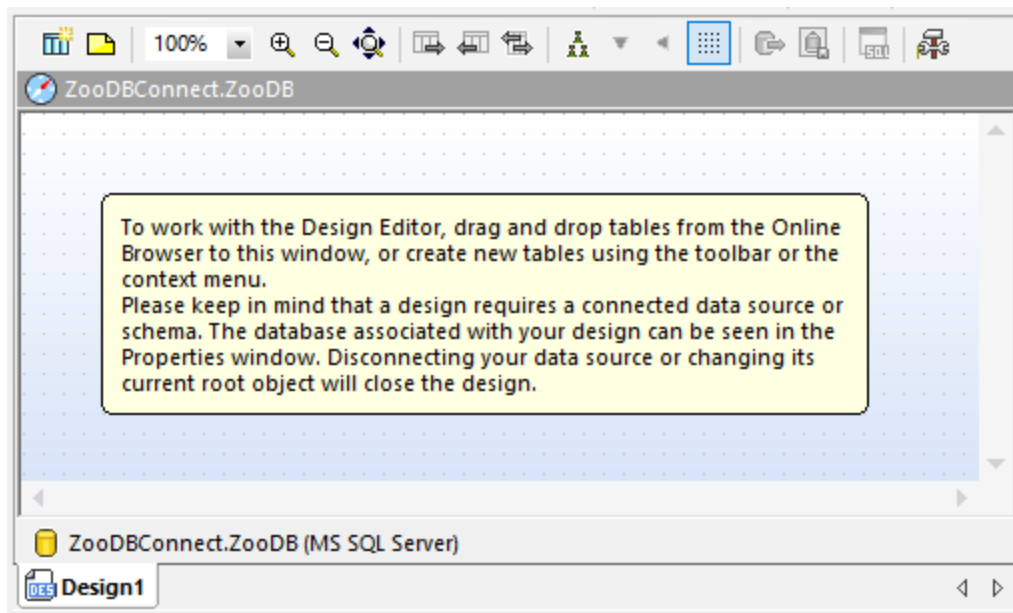 100%
ZooDBConnect.ZooDB
To work with the Design Editor, drag and drop tables from the Online
Browser to this window, or create new tables using the toolbar or the
context menu.
Please keep in mind that a design requires a connected data source or
schema. The database associated with your design can be seen in the
Properties window. Disconnecting your data source or changing its
current root object will close the design.
ZooDBConnect.ZooDB (MS SQL Server)
DES Design1